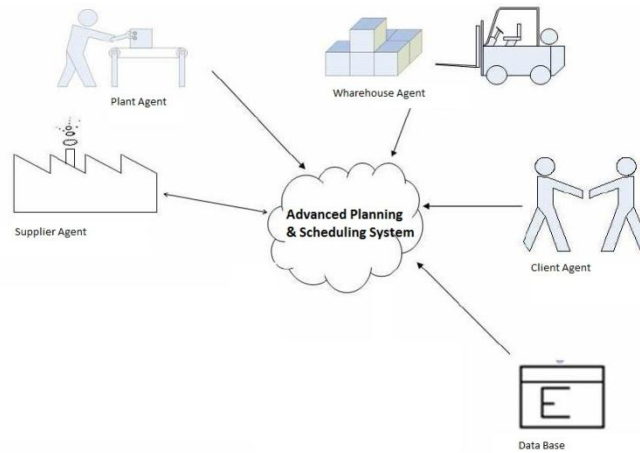 Plant Agent
Wharehouse Agent
Supplier Agent
Advanced Planning
& Scheduling System
Client Agent
E
Data Base